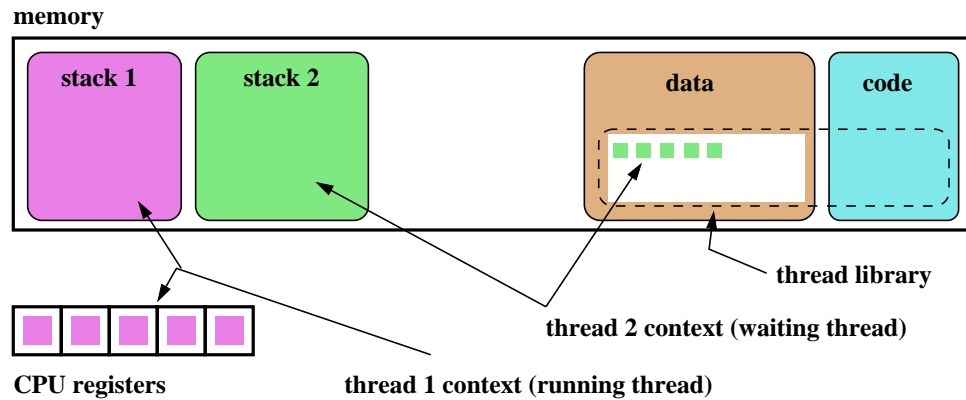 memory
stack 1
stack 2
data
code
thread library
thread 2 context (waiting thread)
CPU registers
thread 1 context (running thread)